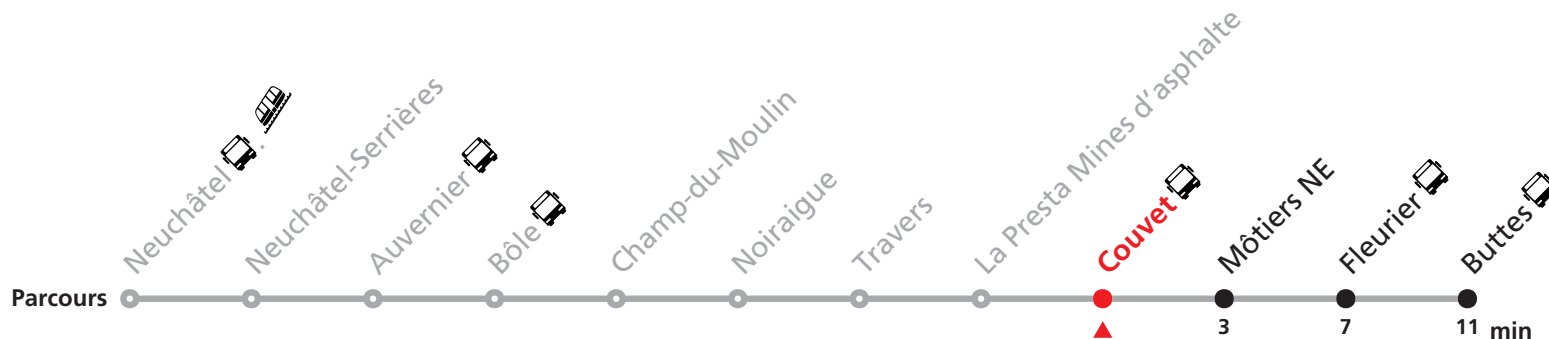 Neuchâtel
Neuchâtel-Serrières
Auvernier
Bôle
Champ-du-Moulin
Noiraigue
Travers
La Presta Mines d'asphalte
Couvet
Môtiers NE
Fleurier
Buttes
Parcours
3 7 11 min